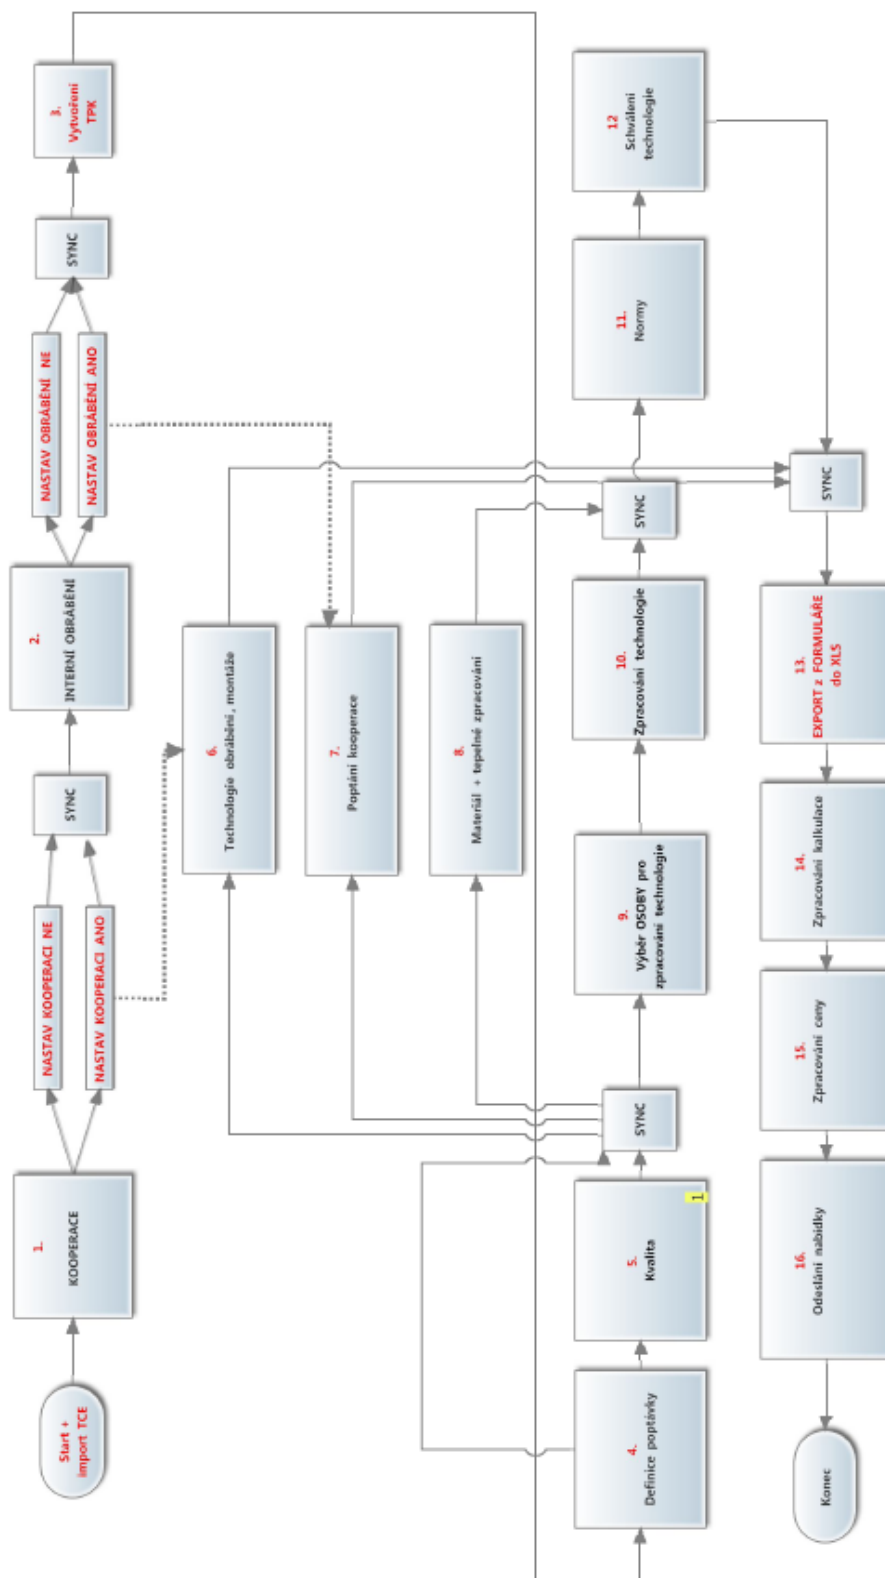 Start +
import TCE
1.
KOOPERACE
NASTAV KOOPERACI NE
NASTAV KOOPERACI ANO
SYNC
2.
INTERNÍ OBRÁBĚNÍ
NASTAV OBRÁBĚNÍ NE
NASTAV OBRÁBĚNÍ ANO
SYNC
3.
Vytvoření
TPK
6.
Technologie obrábění, montáže
7.
Poptání kooperace
8.
Materiál + tepelné zpracování
4.
Definice poptávky
5.
Kvalita
1
SYNC
9.
Výběr OSOBY pro
zpracování technologie
10.
Zpracování technologie
SYNC
11.
Normy
12
Schválení
technologie
SYNC
13.
EXPORT z FORMULÁŘE
do XLS
14.
Zpracování kalkulace
15.
Zpracování ceny
16.
Odeslání nabídky
Konec